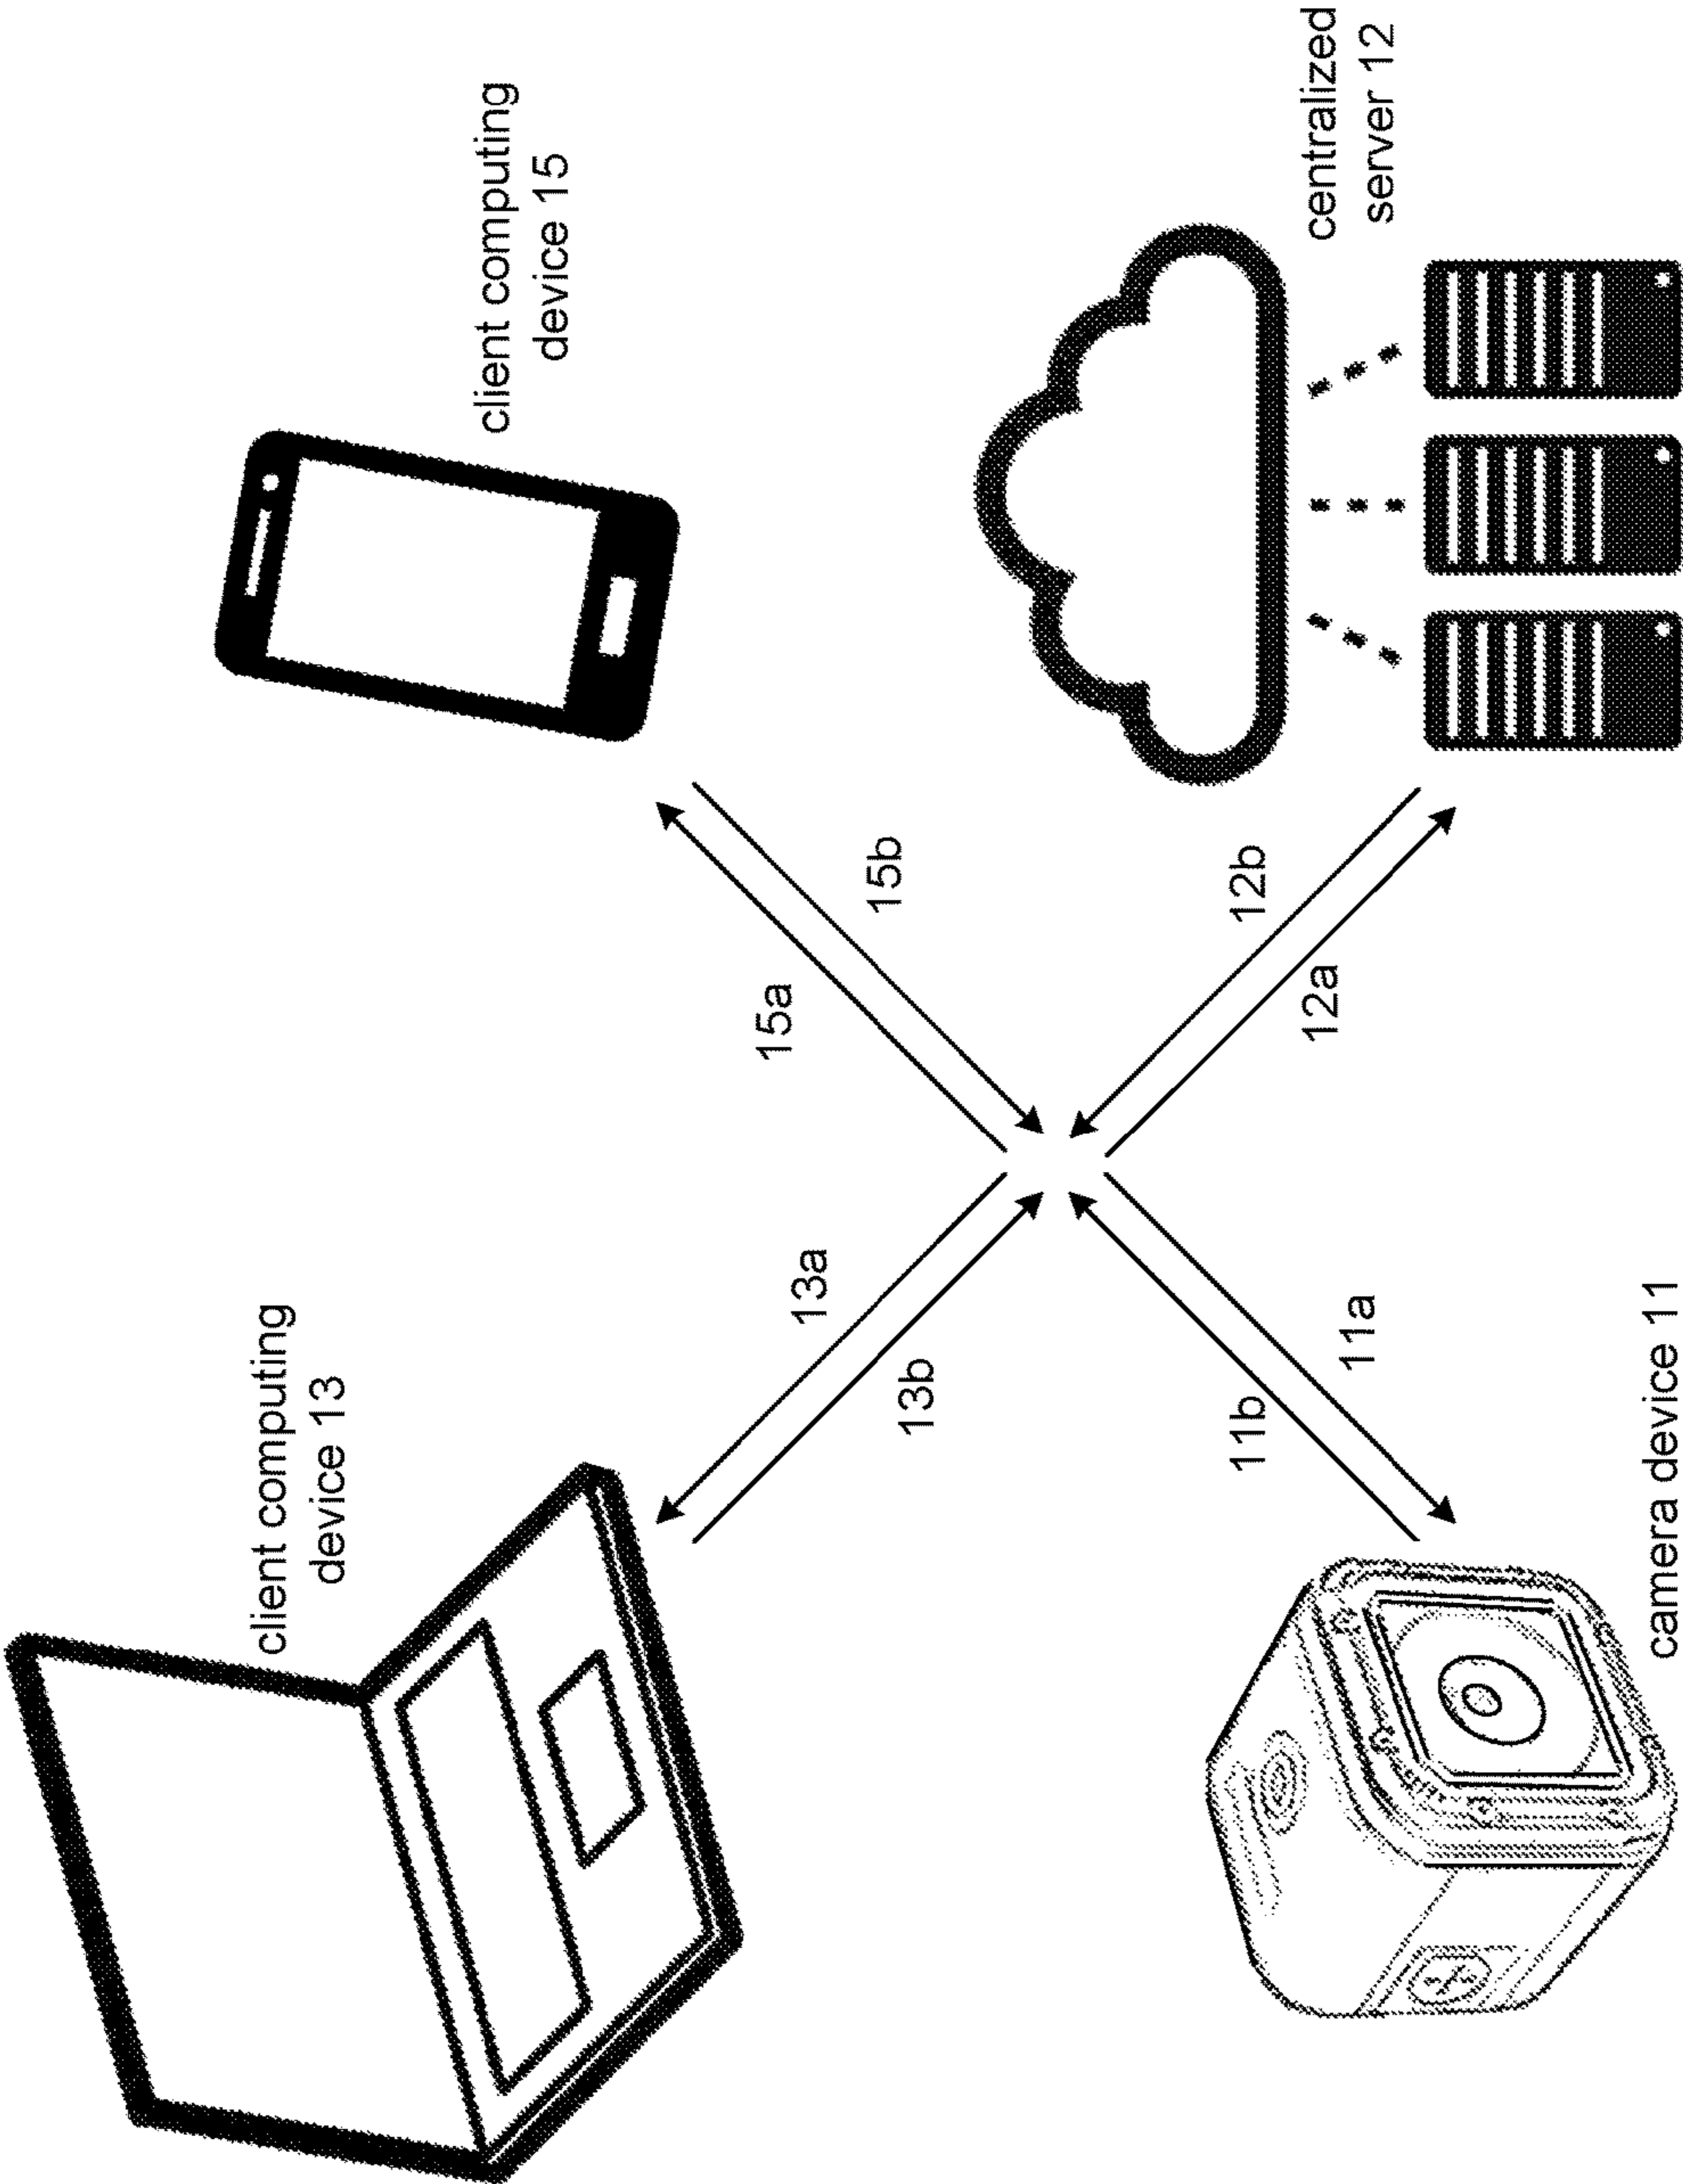 client computing
device 13
client computing
device 15
13a
13b
15a
15b
11b
11a
12a
12b
camera device 11
centralized
server 12